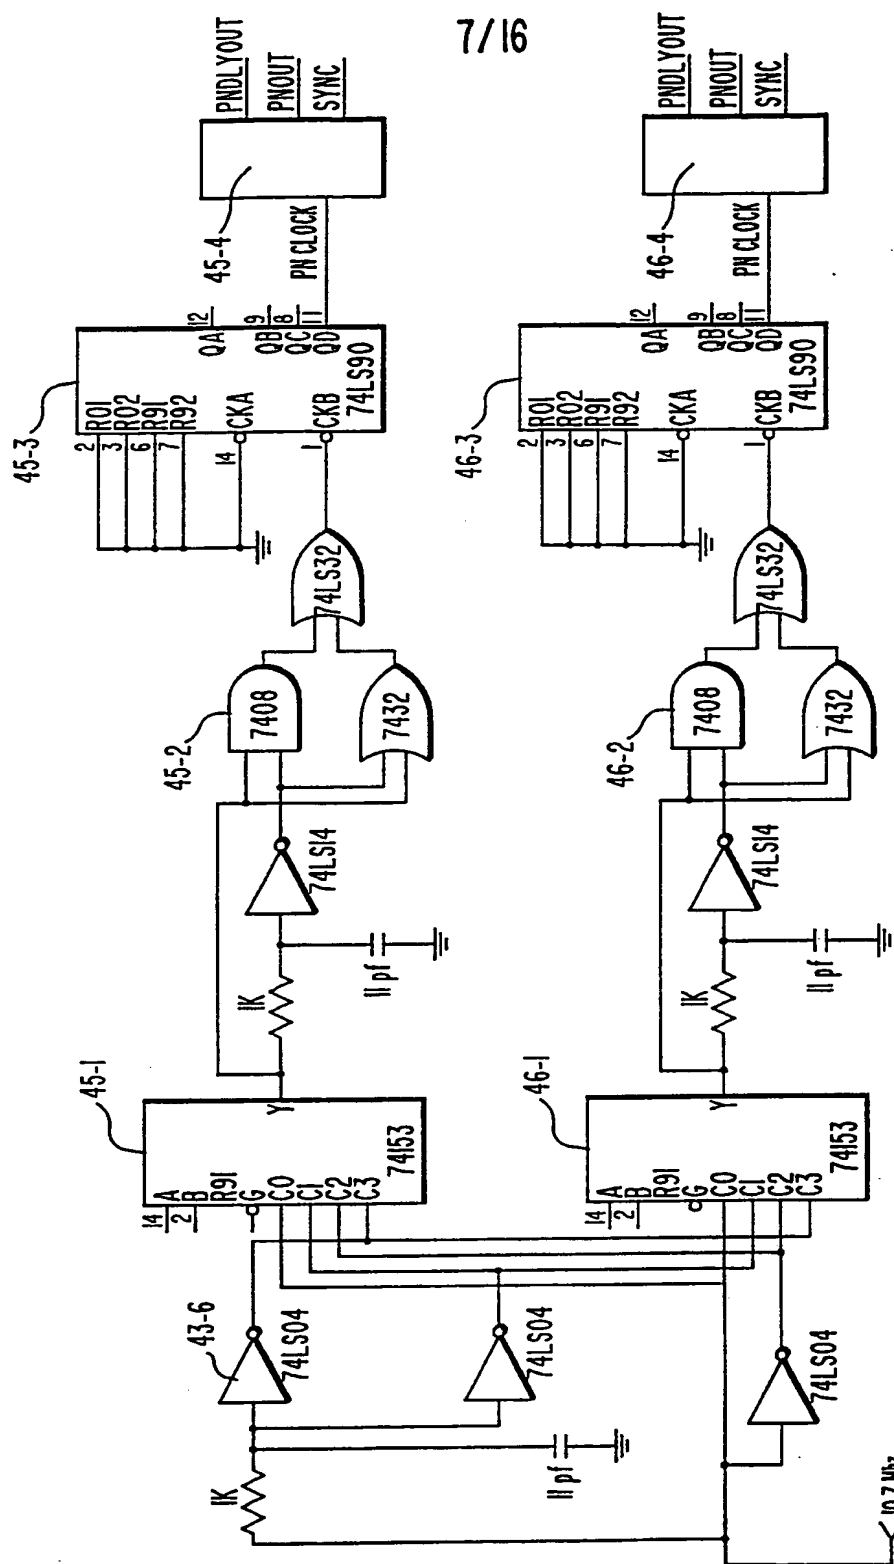 7/16
PNDLYOUT
PNOUT
SYNC
45-4
PN CLOCK
45-3
2 RO1
3 RO2
6 R91
7 R92
14 CKA
1 CKB
12 QA
9 QB
8 QC
11 QD
74LS90
74LS32
45-2
7408
7432
74LS14
11 pf
1K
45-1
Y
74153
14 A
2 B
R91
G
C0
C1
C2
C3
43-6
74LS04
74LS04
1K
11 pf
PNDLYOUT
PNOUT
SYNC
46-4
PN CLOCK
46-3
2 RO1
3 RO2
6 R91
7 R92
14 CKA
1 CKB
12 QA
9 QB
8 QC
11 QD
74LS90
74LS32
46-2
7408
7432
74LS14
11 pf
1K
46-1
Y
74153
14 A
2 B
R91
G
C0
C1
C2
C3
74LS04